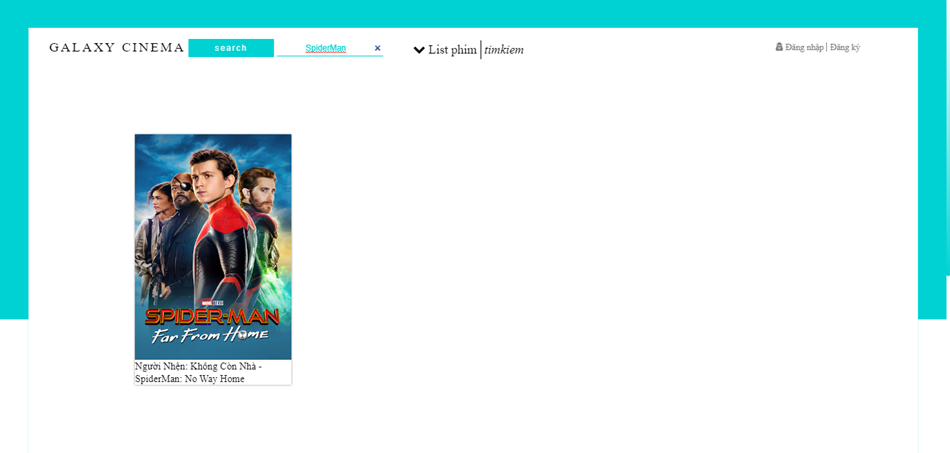 GALAXY CINEMA search SpiderMan × List phim timkiem Đăng nhập Đăng ký
MARVEL STUDIOS
SPIDER-MAN
Far From Home
Người Nhện: Không Còn Nhà -
SpiderMan: No Way Home